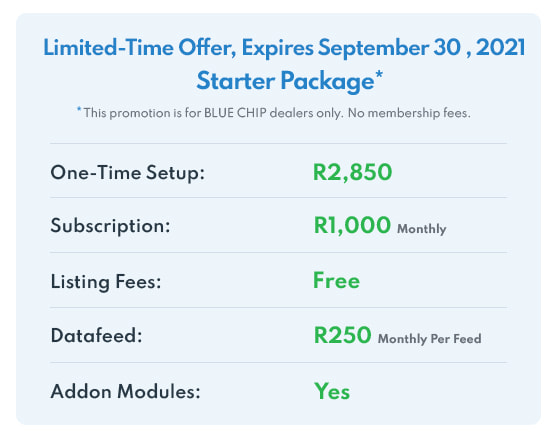 Limited-Time Offer, Expires September 30 , 2021
Starter Package*
*This promotion is for BLUE CHIP dealers only. No membership fees.
One-Time Setup: R2,850
Subscription: R1,000 Monthly
Listing Fees: Free
Datafeed: R250 Monthly Per Feed
Addon Modules: Yes